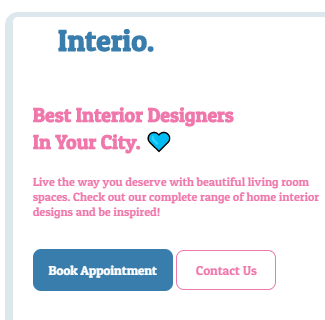 Interio.
Best Interior Designers
In Your City.
Live the way you deserve with beautiful living room
spaces. Check out our complete range of home interior
designs and be inspired!
Book Appointment
Contact Us